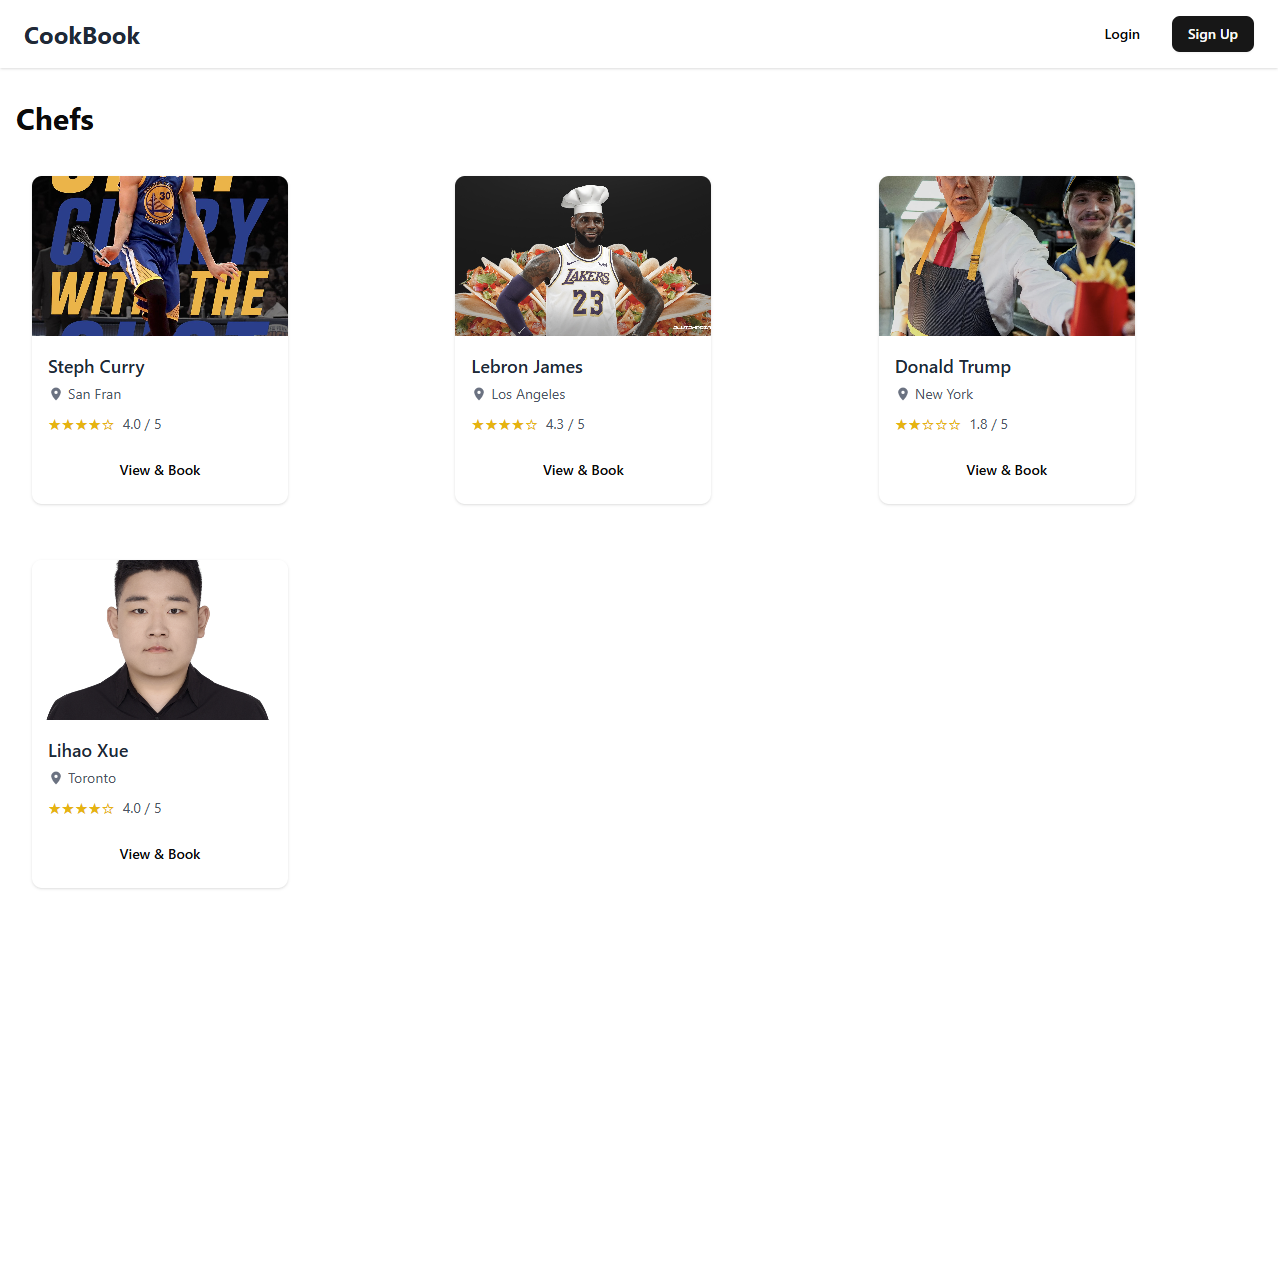 CookBook
Login
Sign Up
Chefs
30
CURRY
WITH THE
Steph Curry
San Fran
★★★★☆ 4.0 / 5
View & Book
LAKERS
23
Lebron James
Los Angeles
★★★★☆ 4.3 / 5
View & Book
Donald Trump
New York
★★☆☆☆ 1.8 / 5
View & Book
Lihao Xue
Toronto
★★★★☆ 4.0 / 5
View & Book